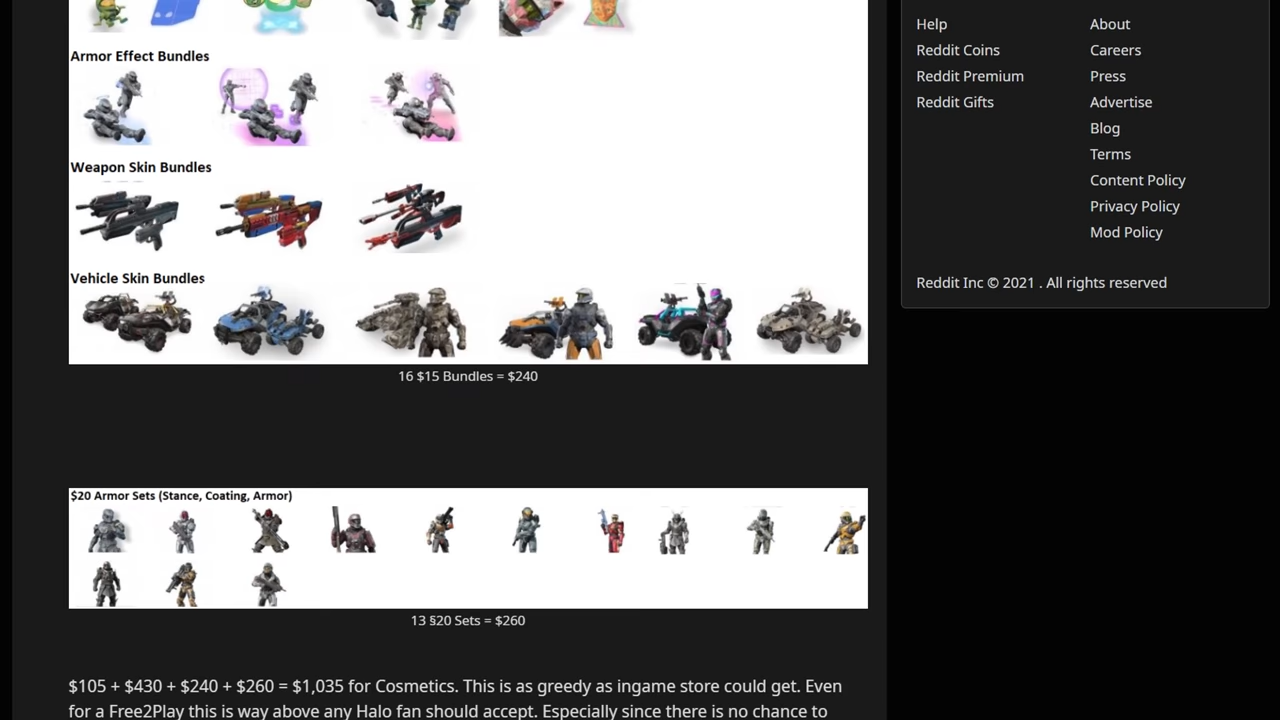 Armor Effect Bundles
Weapon Skin Bundles
Vehicle Skin Bundles
16 $15 Bundles = $240
$20 Armor Sets (Stance, Coating, Armor)
13 §20 Sets = $260
$105 + $430 + $240 + $260 = $1,035 for Cosmetics. This is as greedy as ingame store could get. Even
for a Free2Play this is way above any Halo fan should accept. Especially since there is no chance to
Help
Reddit Coins
Reddit Premium
Reddit Gifts
About
Careers
Press
Advertise
Blog
Terms
Content Policy
Privacy Policy
Mod Policy
Reddit Inc © 2021 . All rights reserved